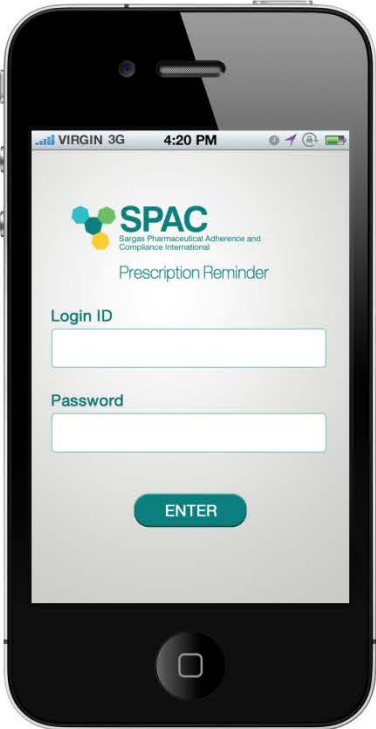 VIRGIN 3G 4:20 PM
SPAC
Sargas Pharmaceutical Adherence and
Compliance International
Prescription Reminder
Login ID
Password
ENTER